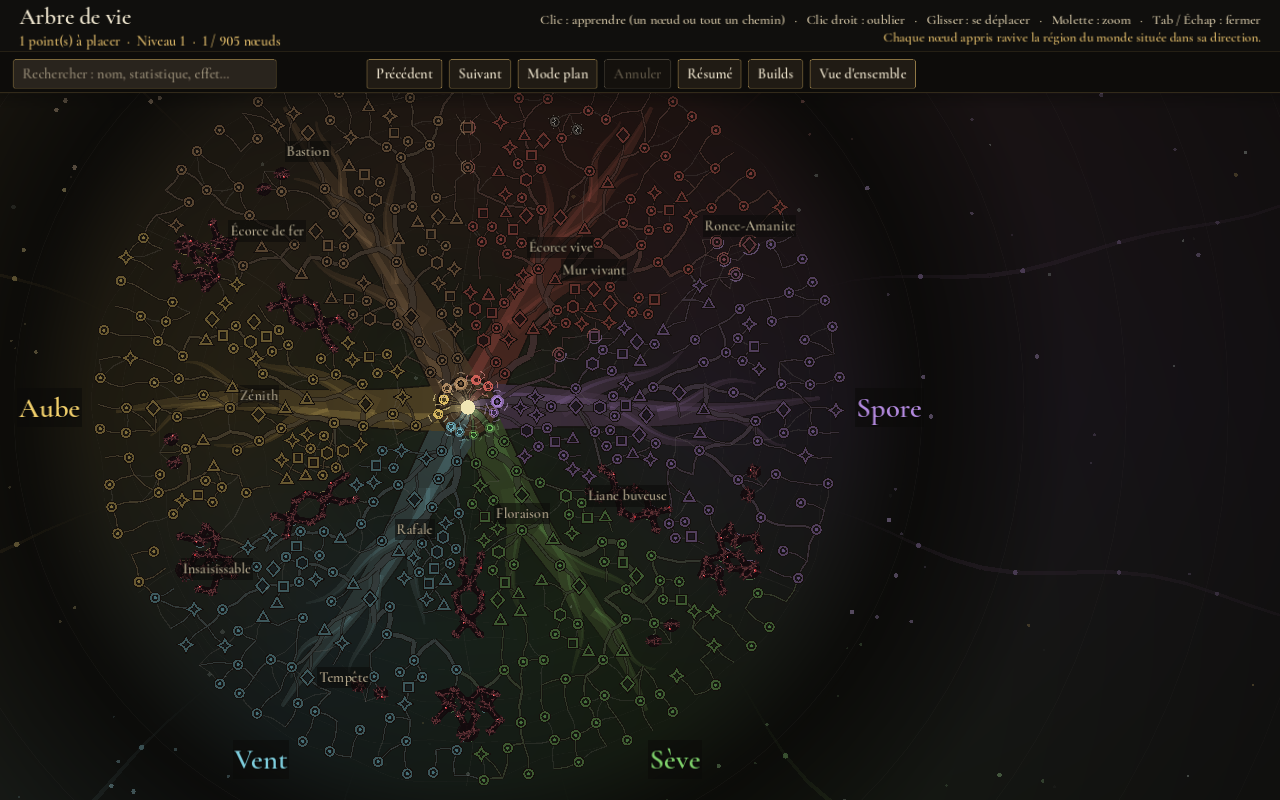 Arbre de vie
1 point(s) à placer · Niveau 1 · 1 / 905 nœuds
Clic : apprendre (un nœud ou tout un chemin) · Clic droit : oublier · Glisser : se déplacer · Molette : zoom · Tab / Échap : fermer
Chaque nœud appris ravive la région du monde située dans sa direction.
Rechercher : nom, statistique, effet...
Précédent
Suivant
Mode plan
Annuler
Résumé
Builds
Vue d'ensemble
Bastion
Écorce de fer
Ronce-Amanite
Écorce vive
Mur vivant
Zénith
Aube
Spore
Liane buveuse
Floraison
Rafale
Insaisissable
Tempête
Vent
Sève